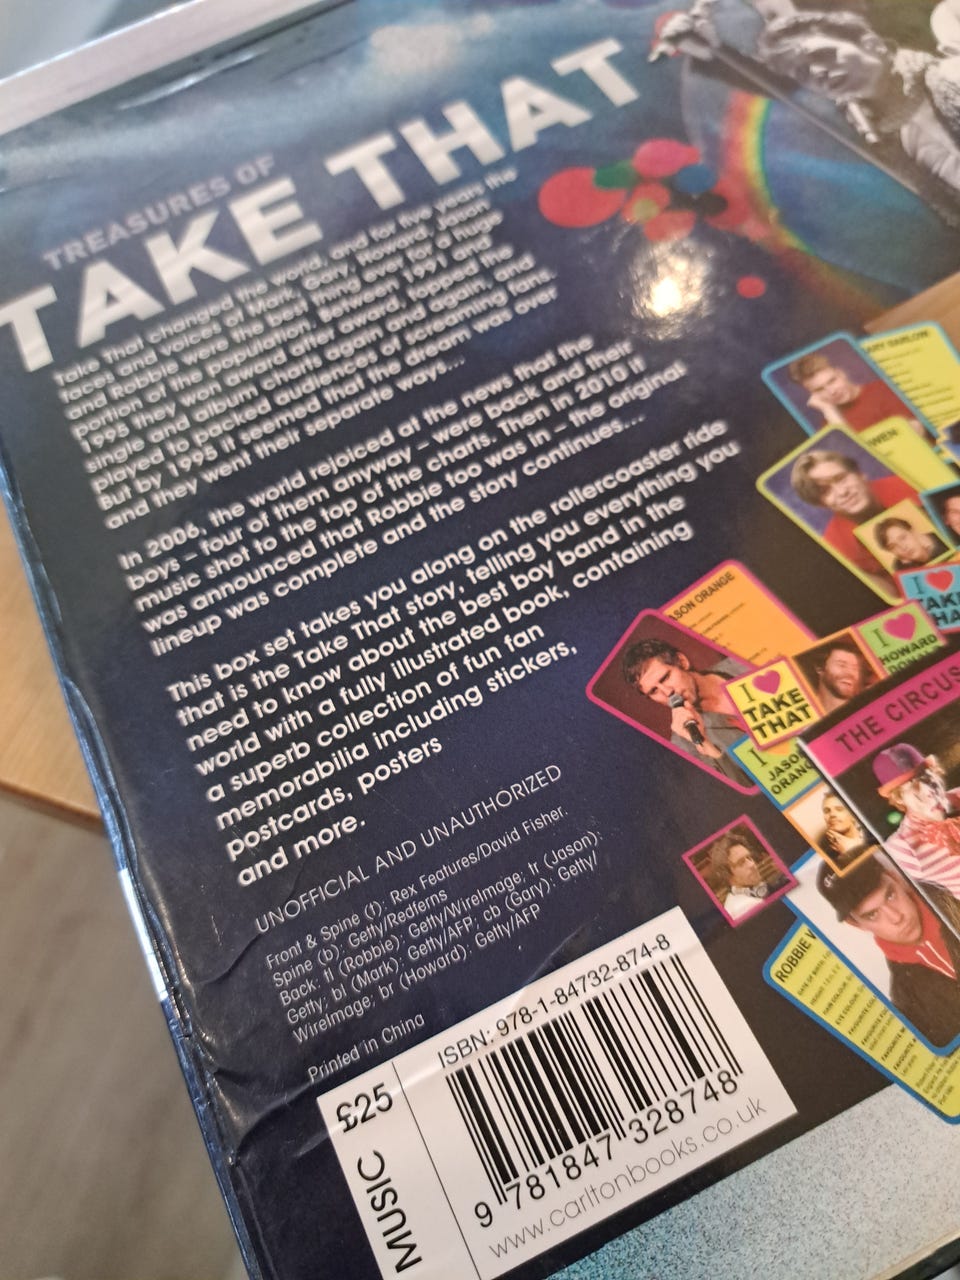 TREASURES OF
TAKE THAT
Take That changed the world, and for five years the
faces and voices of Mark, Gary, Howard, Jason
and Robbie were the best thing ever for a huge
portion of the population. Between 1991 and
1995 they won award after award, topped the
single and album charts again and again, and
played to packed audiences of screaming fans.
But by 1995 it seemed that the dream was over
and they went their separate ways...
In 2006, the world rejoiced at the news that the
boys – four of them anyway – were back and their
music shot to the top of the charts. Then in 2010 it
was announced that Robbie too was in – the original
lineup was complete and the story continues...
This box set takes you along on the rollercoaster ride
that is the Take That story, telling you everything you
need to know about the best boy band in the
world with a fully illustrated book, containing
a superb collection of fun fan
memorabilia including stickers,
postcards, posters
and more.
UNOFFICIAL AND UNAUTHORIZED
Front & Spine (t): Rex Features/David Fisher.
Spine (b): Getty/Redferns
Back: tl (Robbie): Getty/WireImage; tr (Jason):
Getty; bl (Mark): Getty/AFP; cb (Gary): Getty/
WireImage; br (Howard): Getty/AFP
Printed in China
£25
MUSIC
ISBN: 978-1-84732-874-8
9 781847 328748
www.carltonbooks.co.uk
GARY BARLOW
OWEN
JASON ORANGE
I
TAKE
THAT
I
HOWARD
I
TAKE
THAT
I
JASON
ORANGE
THE CIRCUS
ROBBIE W